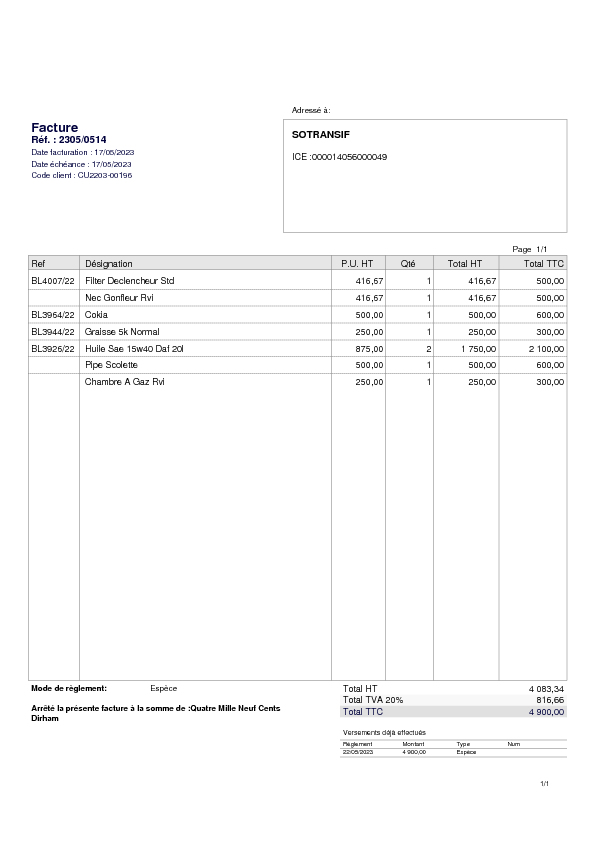 Adressé à:
Facture
Réf. : 2305/0514
Date facturation : 17/05/2023
Date échéance : 17/05/2023
Code client : CU2203-00196
SOTRANSIF
ICE :000014056000049
Page 1/1
Ref Désignation P.U. HT Qté Total HT Total TTC
BL4007/22 Filter Declencheur Std 416,67 1 416,67 500,00
Nec Gonfleur Rvi 416,67 1 416,67 500,00
BL3964/22 Cokia 500,00 1 500,00 600,00
BL3944/22 Graisse 5k Normal 250,00 1 250,00 300,00
BL3926/22 Huile Sae 15w40 Daf 20l 875,00 2 1 750,00 2 100,00
Pipe Scolette 500,00 1 500,00 600,00
Chambre A Gaz Rvi 250,00 1 250,00 300,00
Mode de règlement: Espèce
Total HT 4 083,34
Total TVA 20% 816,66
Total TTC 4 900,00
Arrêté la présente facture à la somme de :Quatre Mille Neuf Cents
Dirham
Versements déjà effectués
Règlement Montant Type Num
22/05/2023 4 900,00 Espèce
1/1